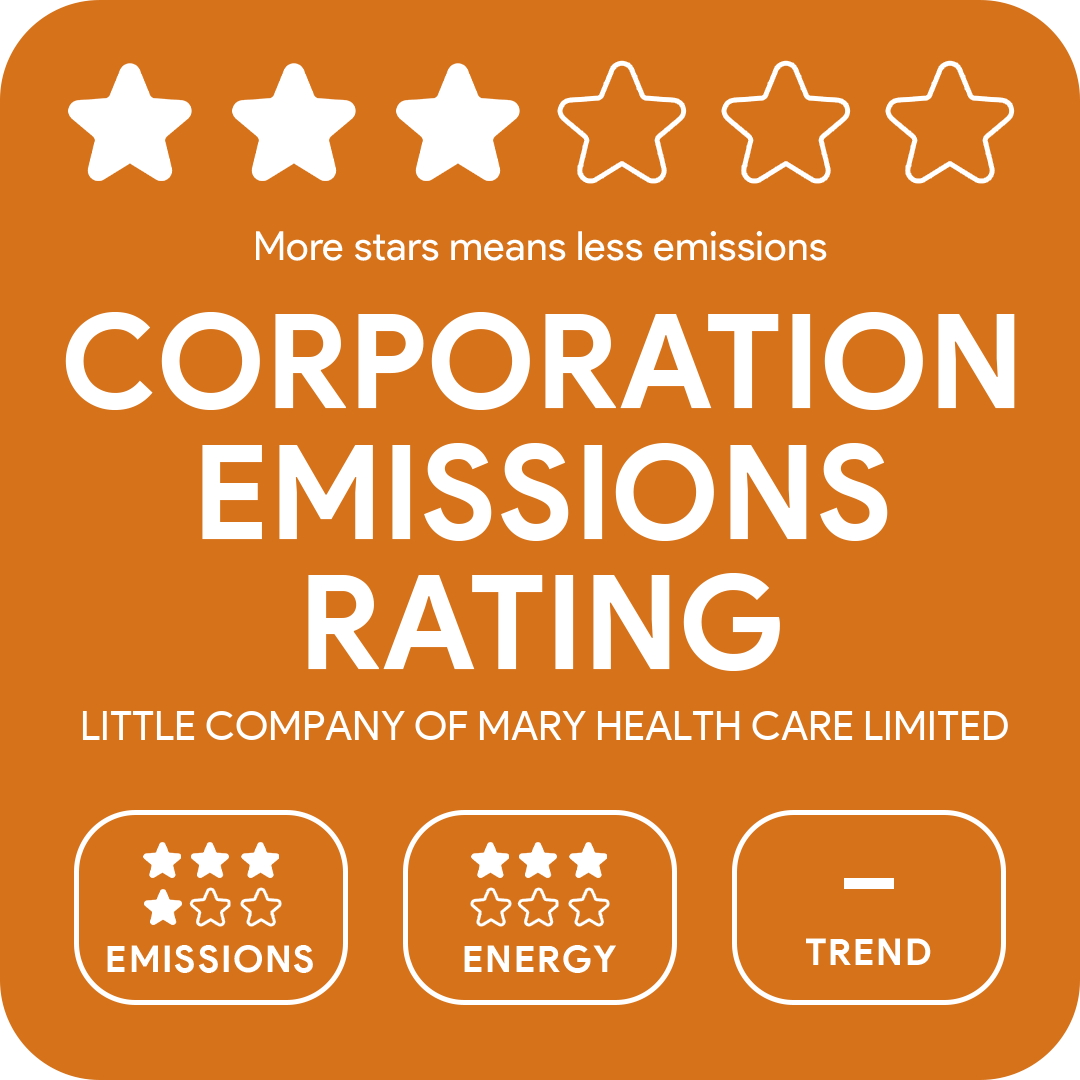 More stars means less emissions
CORPORATION
EMISSIONS
RATING
LITTLE COMPANY OF MARY HEALTH CARE LIMITED
EMISSIONS
ENERGY
–
TREND